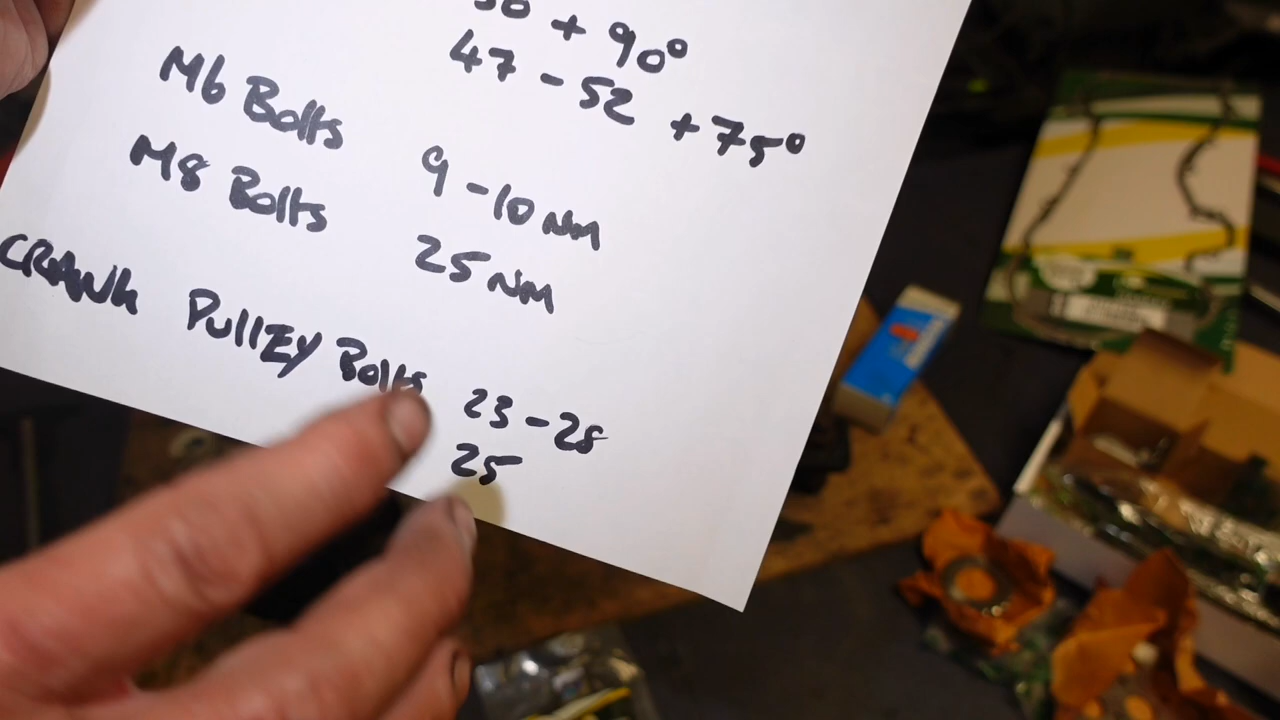 + 90°
47 - 52 +75°
M6 Bolts 9 - 10 NM
M8 Bolts 25 NM
CRANK PullEy Bolts 23 - 28
25